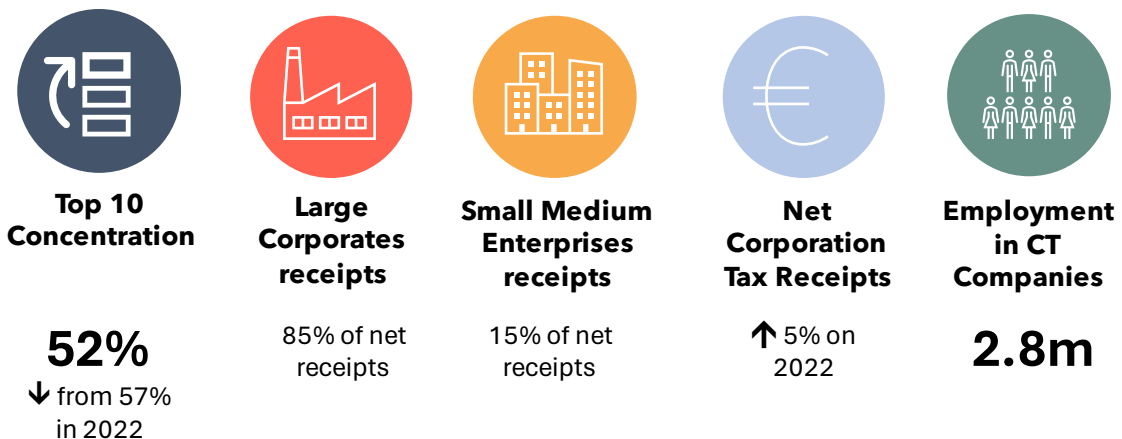 Top 10
Concentration
52%
↓ from 57%
in 2022
Large
Corporates
receipts
85% of net
receipts
Small Medium
Enterprises
receipts
15% of net
receipts
€
Net
Corporation
Tax Receipts
↑ 5% on
2022
Employment
in CT
Companies
2.8m